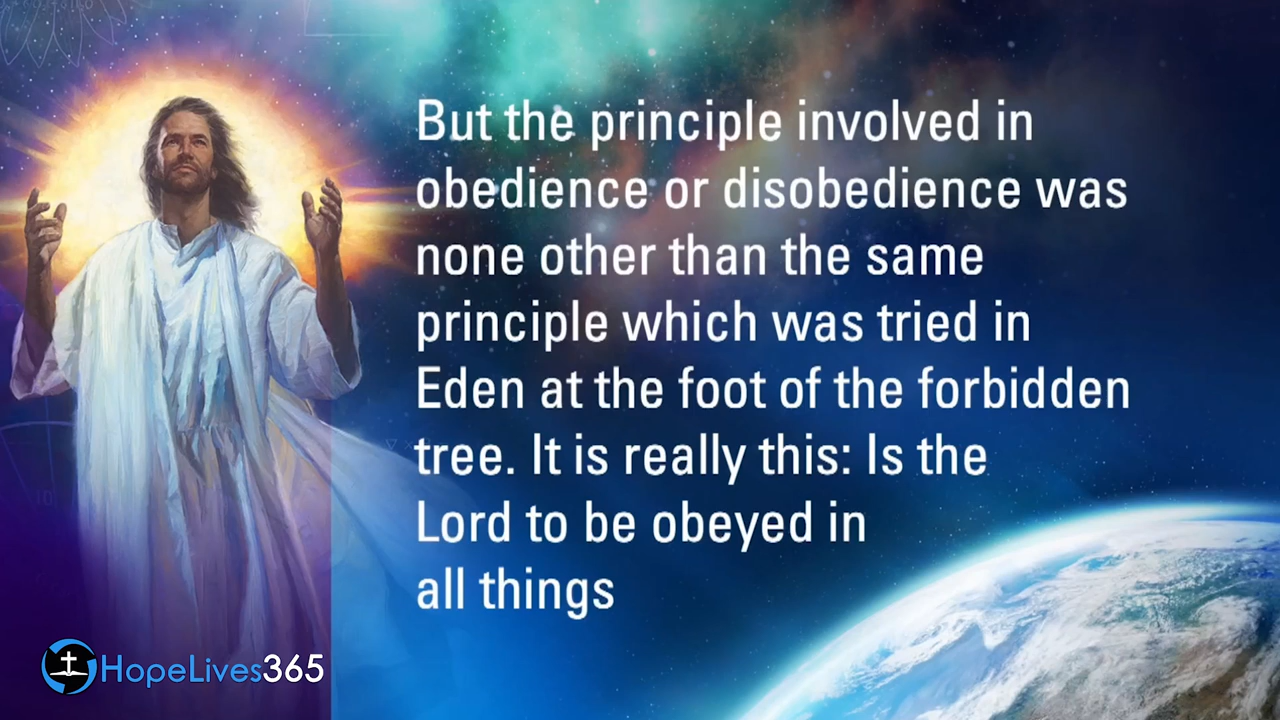 But the principle involved in
obedience or disobedience was
none other than the same
principle which was tried in
Eden at the foot of the forbidden
tree. It is really this: Is the
Lord to be obeyed in
all things
HopeLives365